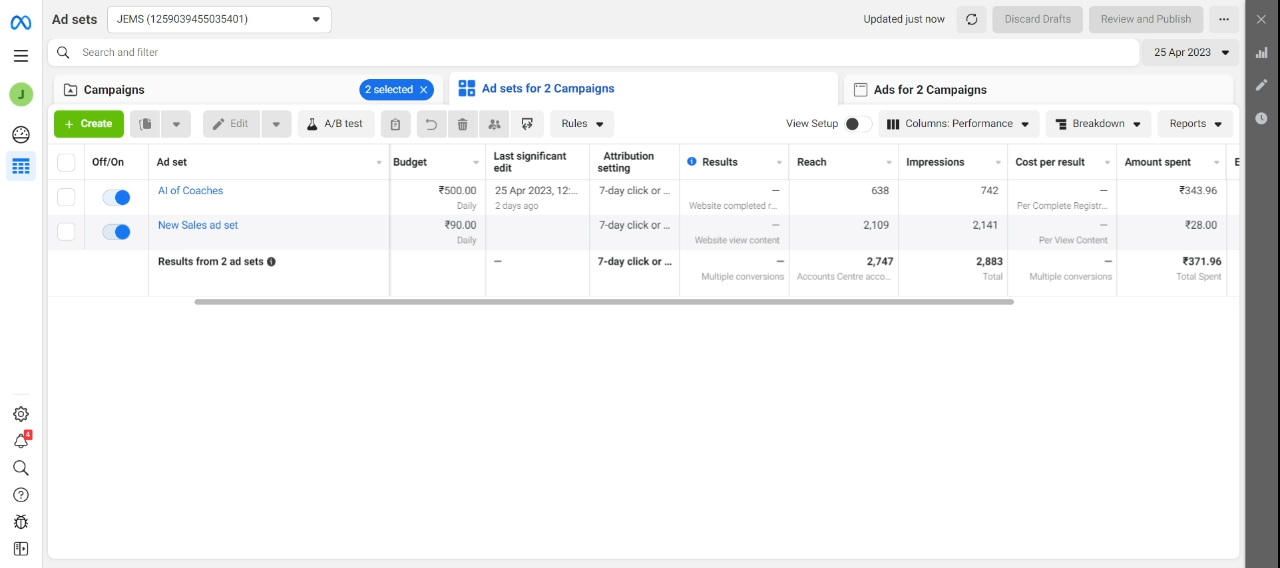 Ad sets JEMS (1259039455035401) Updated just now Discard Drafts Review and Publish ...
Search and filter 25 Apr 2023
Campaigns 2 selected Ad sets for 2 Campaigns Ads for 2 Campaigns
J
+ Create Edit A/B test Rules View Setup Columns: Performance Breakdown Reports
Off/On Ad set Budget Last significant edit Attribution setting Results Reach Impressions Cost per result Amount spent E
AI of Coaches ₹500.00 25 Apr 2023, 12:... 7-day click or ... — 638 742 — ₹343.96
Daily 2 days ago Website completed r... Per Complete Registr...
New Sales ad set ₹90.00 7-day click or ... — 2,109 2,141 — ₹28.00
Daily Website view content Per View Content
Results from 2 ad sets — 7-day click or ... — 2,747 2,883 — ₹371.96
Multiple conversions Accounts Centre acco... Total Multiple conversions Total Spent
4